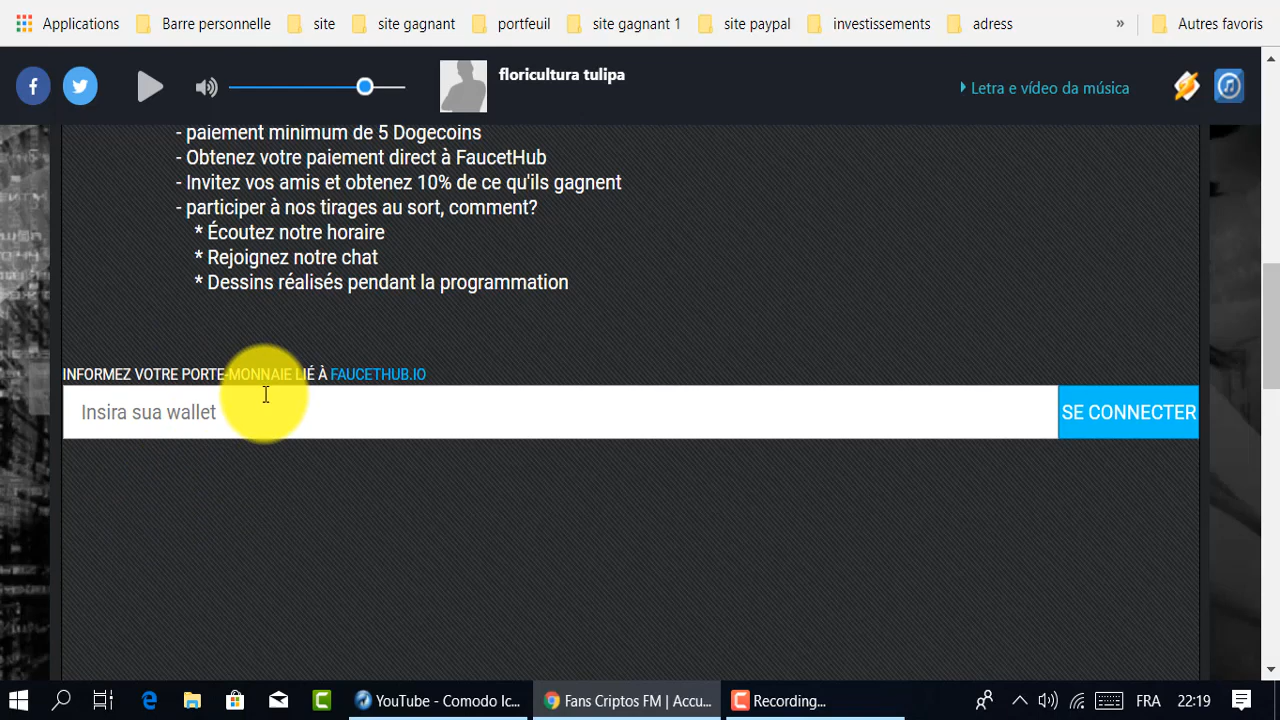 Applications Barre personnelle site site gagnant portfeuil site gagnant 1 site paypal investissements adress » Autres favoris
floricultura tulipa
Letra e vídeo da música
- paiement minimum de 5 Dogecoins
- Obtenez votre paiement direct à FaucetHub
- Invitez vos amis et obtenez 10% de ce qu'ils gagnent
- participer à nos tirages au sort, comment?
* Écoutez notre horaire
* Rejoignez notre chat
* Dessins réalisés pendant la programmation
INFORMEZ VOTRE PORTE-MONNAIE LIÉ À FAUCETHUB.IO
Insira sua wallet
SE CONNECTER
YouTube - Comodo Ic... Fans Criptos FM | Accu... Recording... FRA 22:19